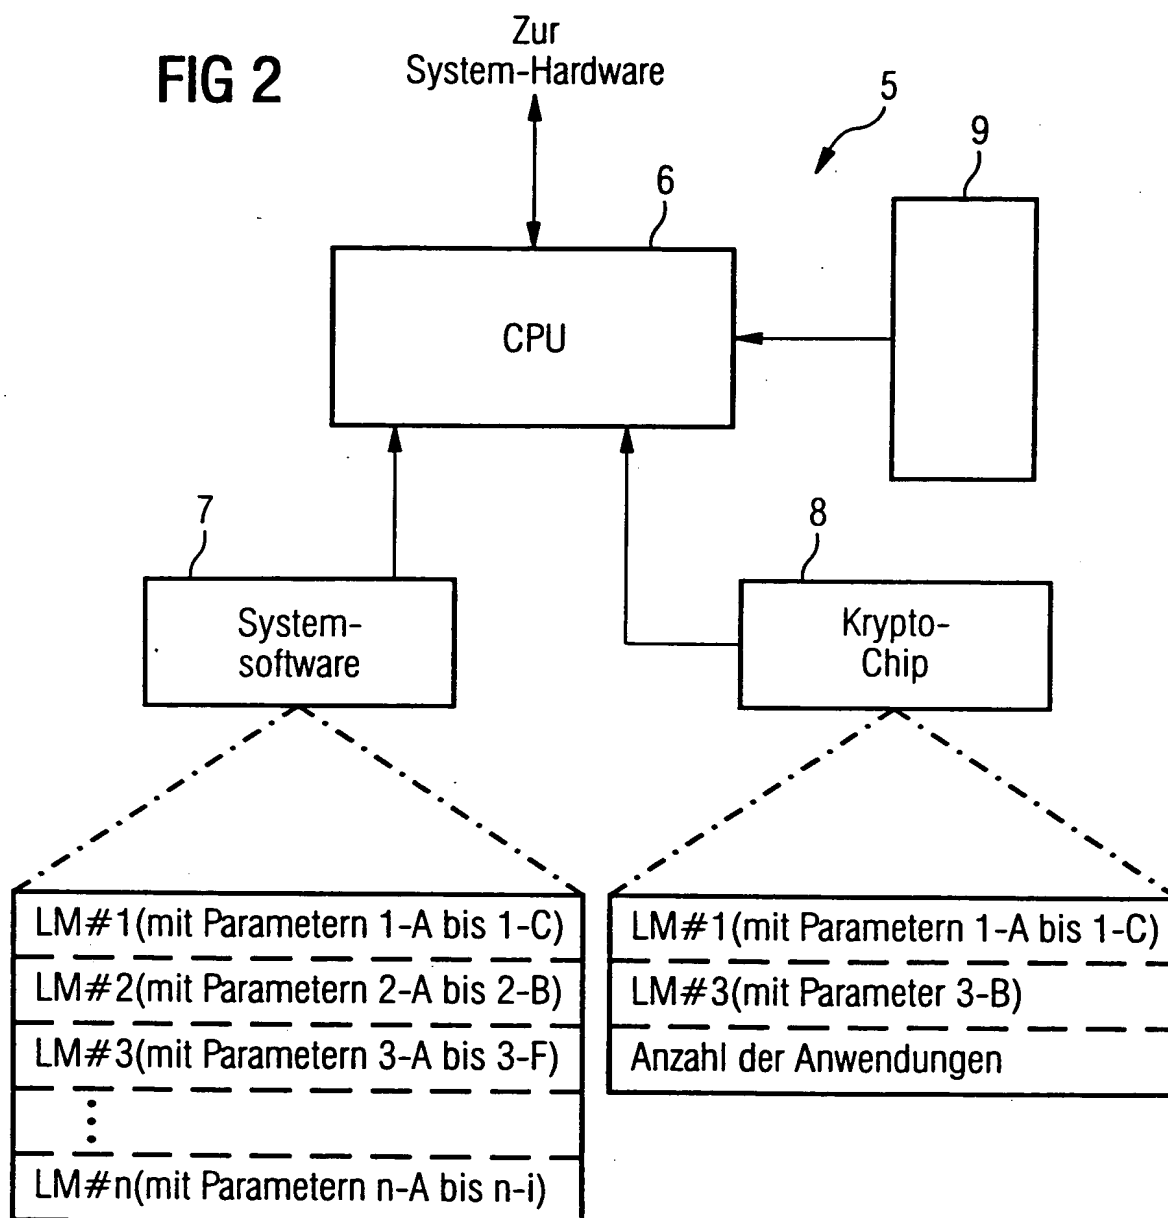 FIG 2
Zur
System-Hardware
5
9
6
CPU
7
8
System-
software
Krypto-
Chip
LM#1(mit Parametern 1-A bis 1-C)
LM#2(mit Parametern 2-A bis 2-B)
LM#3(mit Parametern 3-A bis 3-F)
LM#n(mit Parametern n-A bis n-i)
LM#1(mit Parametern 1-A bis 1-C)
LM#3(mit Parameter 3-B)
Anzahl der Anwendungen